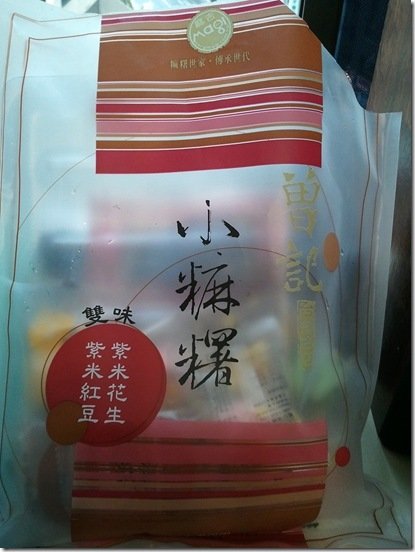 麻糬世家・傳承世代
曾記
小麻糬
雙味
紫米花生
紫米紅豆